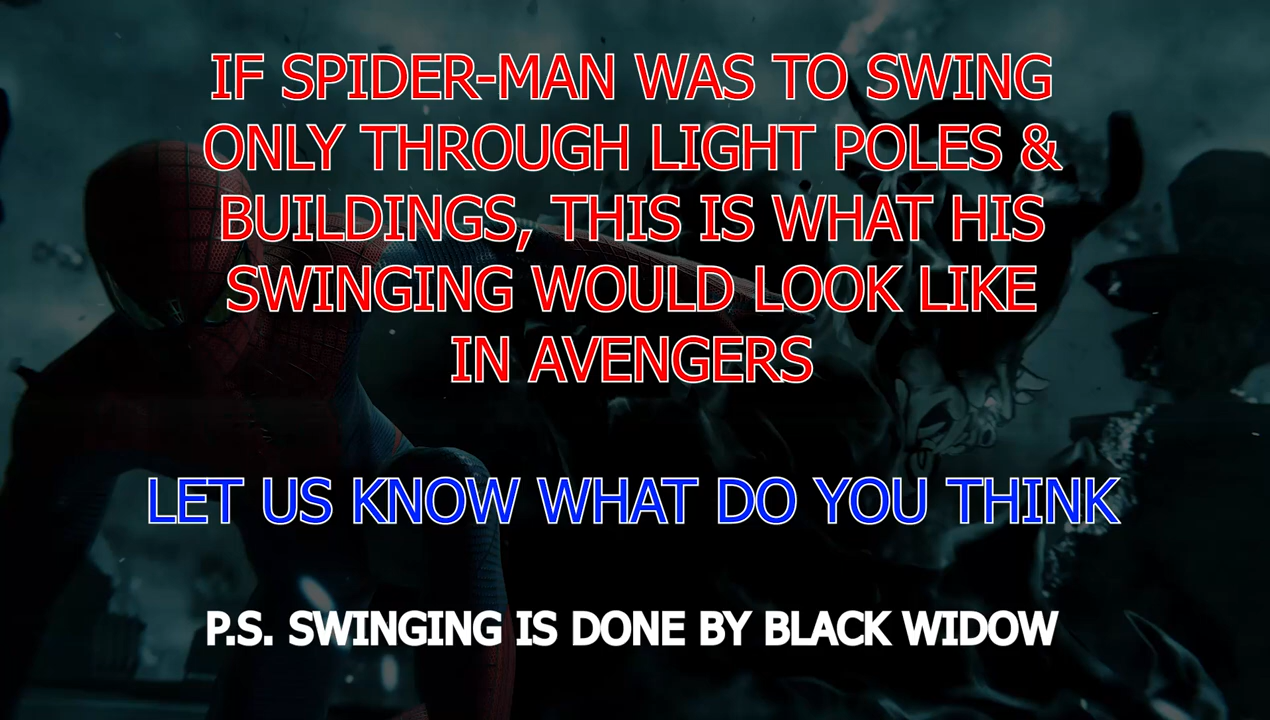 IF SPIDER-MAN WAS TO SWING
ONLY THROUGH LIGHT POLES &
BUILDINGS, THIS IS WHAT HIS
SWINGING WOULD LOOK LIKE
IN AVENGERS
LET US KNOW WHAT DO YOU THINK
P.S. SWINGING IS DONE BY BLACK WIDOW